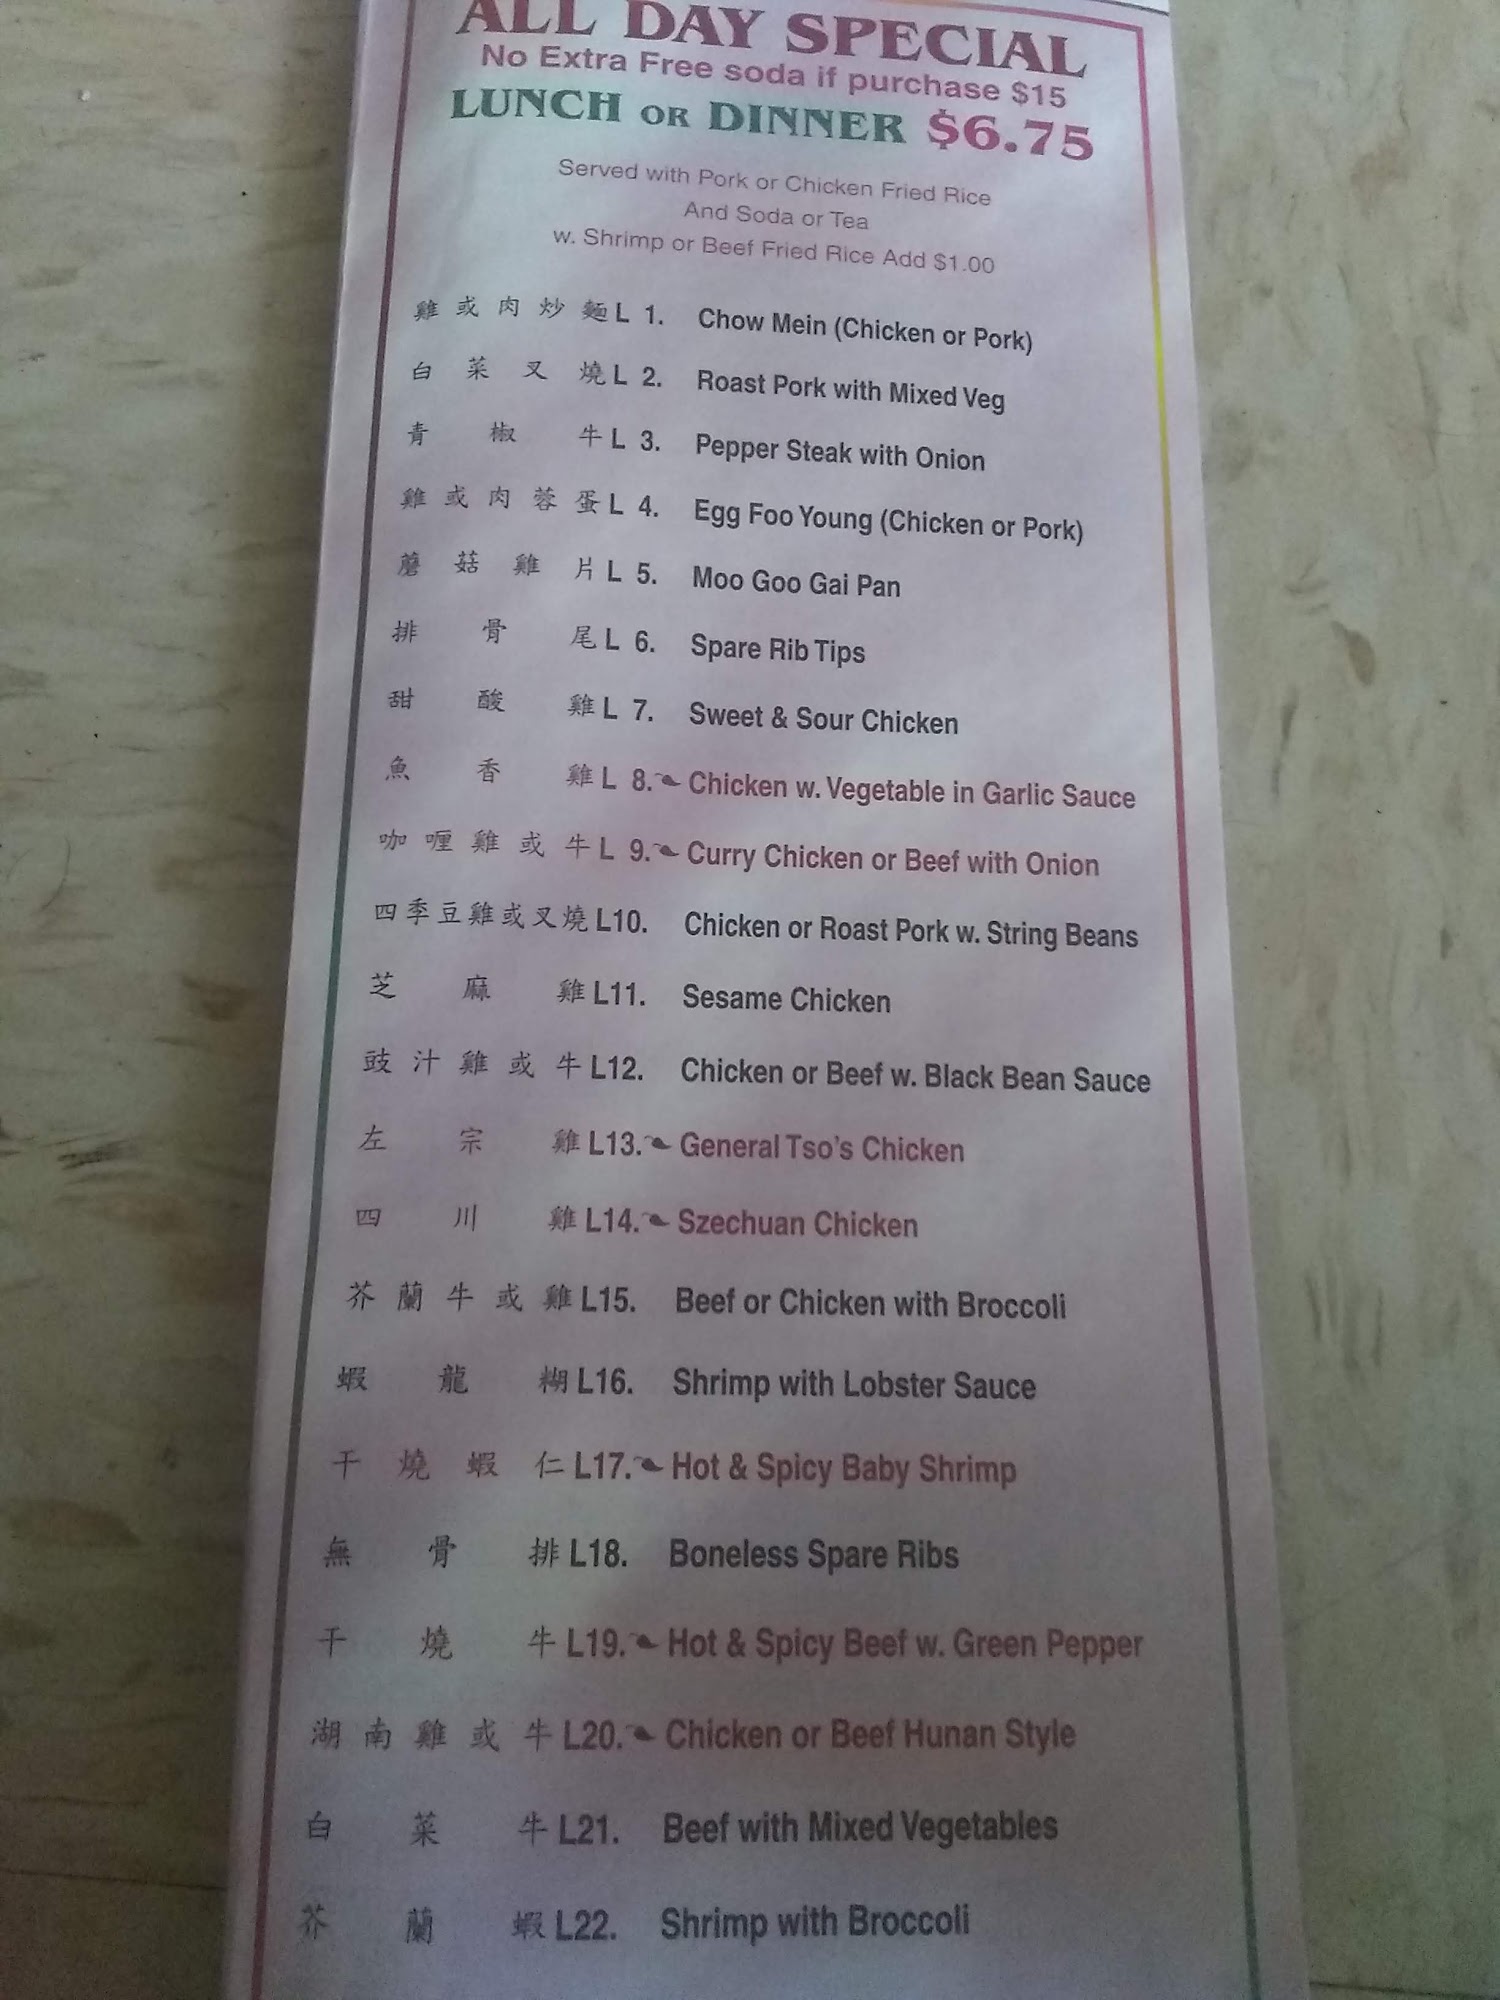 ALL DAY SPECIAL
No Extra Free soda if purchase $15
LUNCH OR DINNER $6.75
Served with Pork or Chicken Fried Rice
And Soda or Tea
w. Shrimp or Beef Fried Rice Add $1.00
雞或肉炒麵 L 1. Chow Mein (Chicken or Pork)
白菜叉燒 L 2. Roast Pork with Mixed Veg
青椒牛 L 3. Pepper Steak with Onion
雞或肉蓉蛋 L 4. Egg Foo Young (Chicken or Pork)
蘑菇雞片 L 5. Moo Goo Gai Pan
排骨尾 L 6. Spare Rib Tips
甜酸雞 L 7. Sweet & Sour Chicken
魚香雞 L 8. Chicken w. Vegetable in Garlic Sauce
咖喱雞或牛 L 9. Curry Chicken or Beef with Onion
四季豆雞或叉燒 L10. Chicken or Roast Pork w. String Beans
芝麻雞 L11. Sesame Chicken
豉汁雞或牛 L12. Chicken or Beef w. Black Bean Sauce
左宗雞 L13. General Tso's Chicken
四川雞 L14. Szechuan Chicken
芥蘭牛或雞 L15. Beef or Chicken with Broccoli
蝦龍糊 L16. Shrimp with Lobster Sauce
干燒蝦仁 L17. Hot & Spicy Baby Shrimp
無骨排 L18. Boneless Spare Ribs
干燒牛 L19. Hot & Spicy Beef w. Green Pepper
湖南雞或牛 L20. Chicken or Beef Hunan Style
白菜牛 L21. Beef with Mixed Vegetables
芥蘭蝦 L22. Shrimp with Broccoli